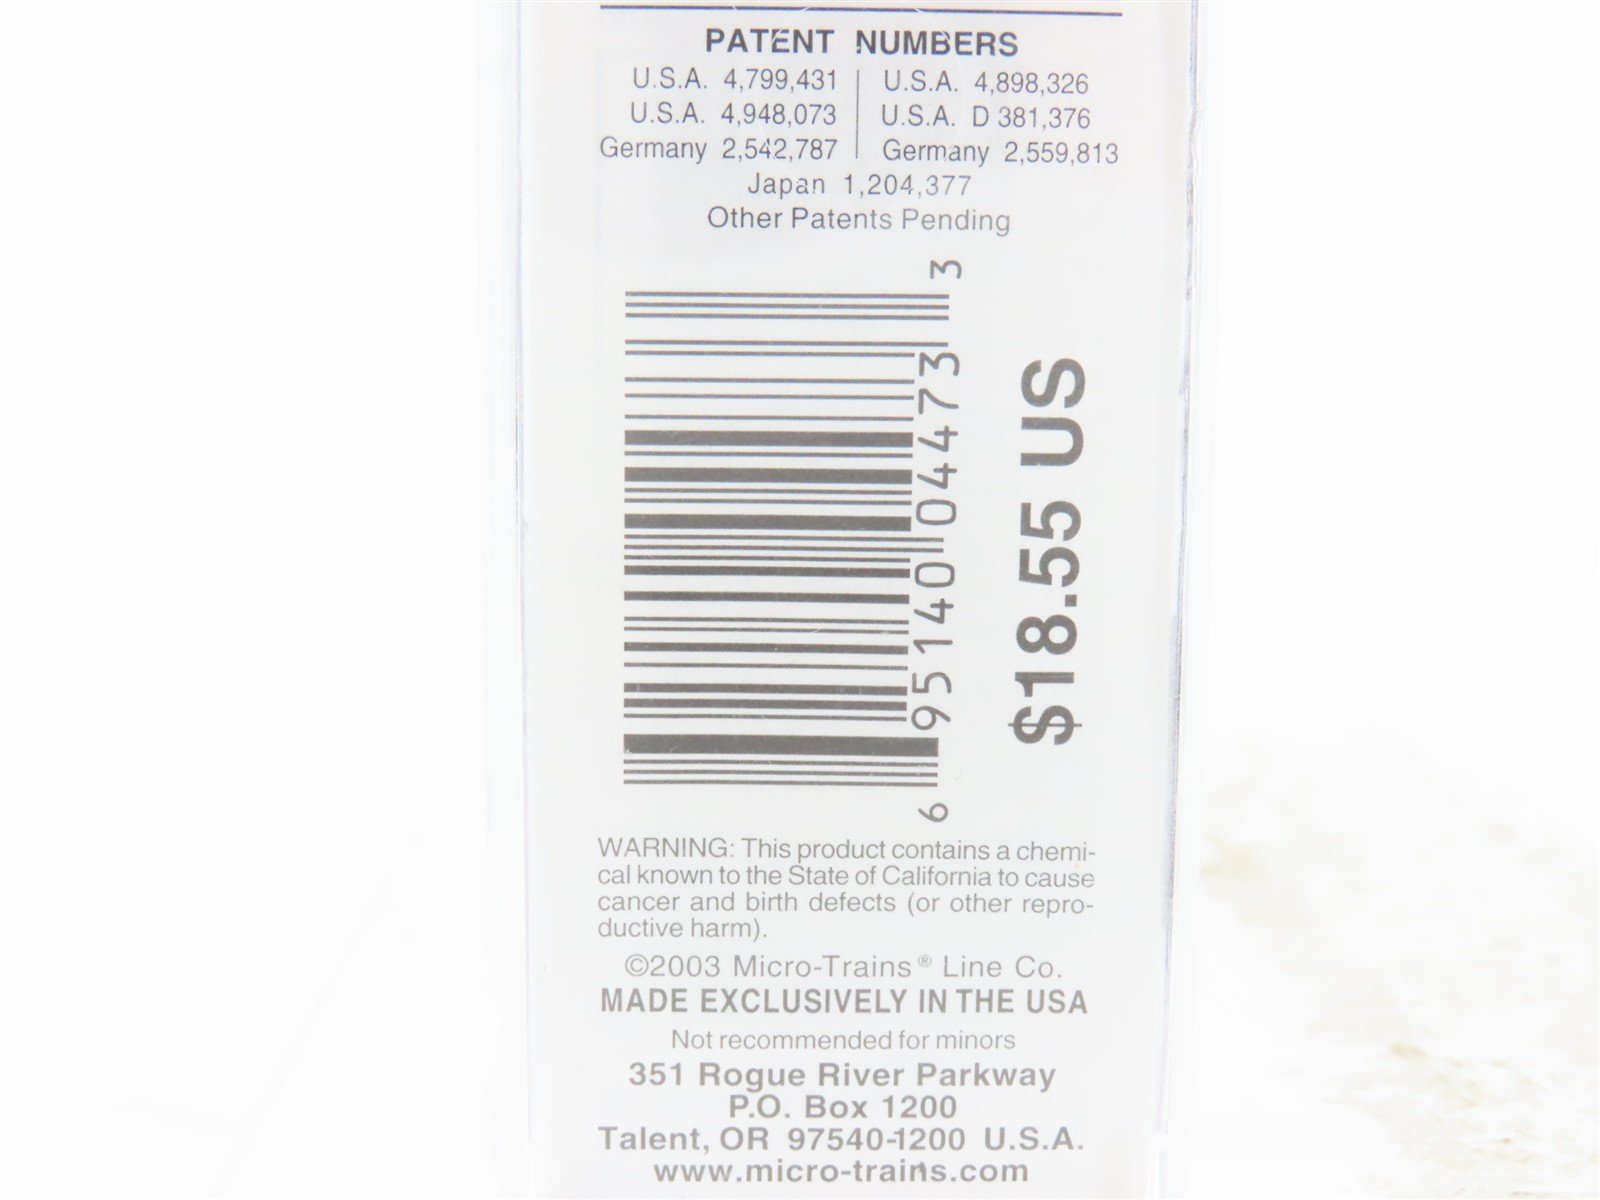 PATENT NUMBERS
U.S.A. 4,799,431 | U.S.A. 4,898,326
U.S.A. 4,948,073 | U.S.A. D 381,376
Germany 2,542,787 | Germany 2,559,813
Japan 1,204,377
Other Patents Pending
6 95140 04473 3
$18.55 US
WARNING: This product contains a chemi-
cal known to the State of California to cause
cancer and birth defects (or other repro-
ductive harm).
©2003 Micro-Trains® Line Co.
MADE EXCLUSIVELY IN THE USA
Not recommended for minors
351 Rogue River Parkway
P.O. Box 1200
Talent, OR 97540-1200 U.S.A.
www.micro-trains.com